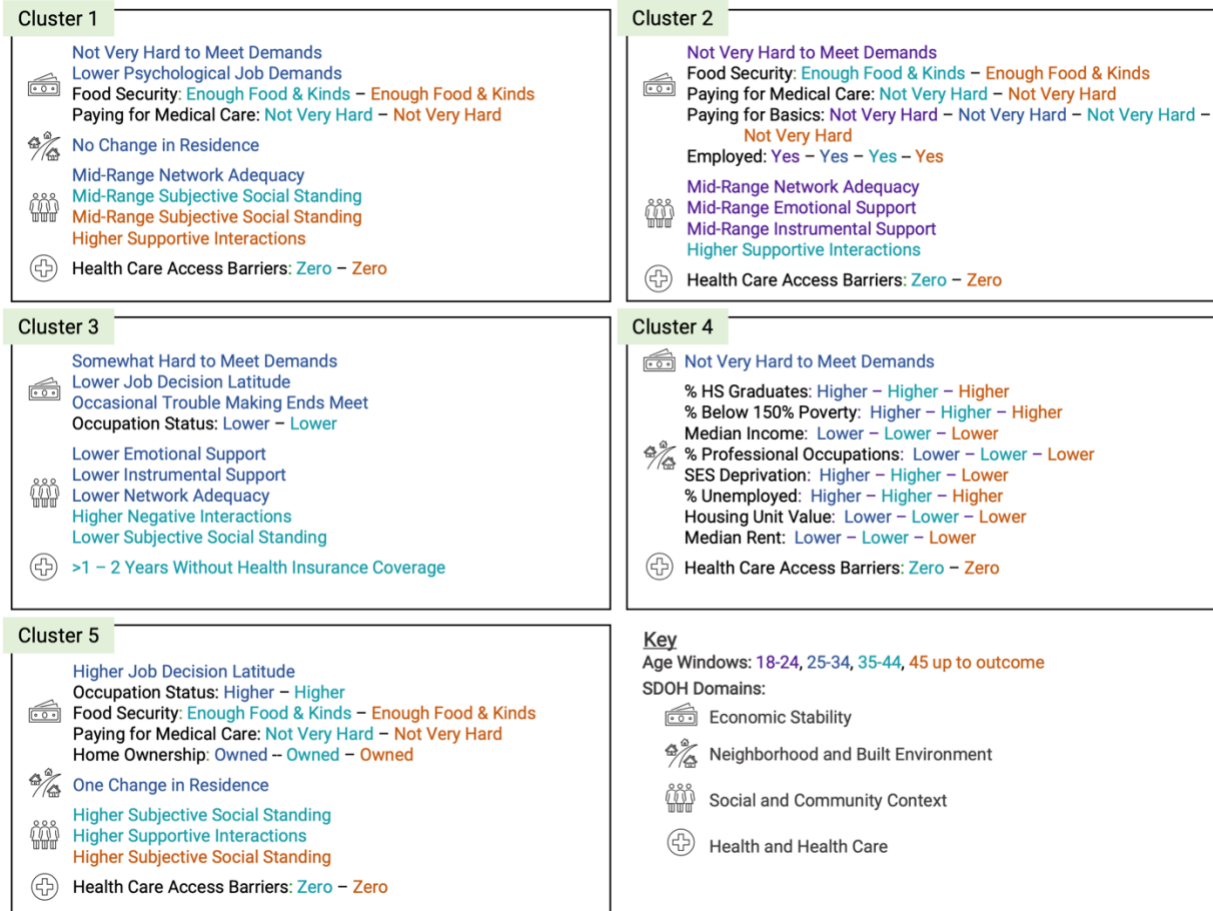 Cluster 1
Not Very Hard to Meet Demands
Lower Psychological Job Demands
Food Security: Enough Food & Kinds – Enough Food & Kinds
Paying for Medical Care: Not Very Hard – Not Very Hard
No Change in Residence
Mid-Range Network Adequacy
Mid-Range Subjective Social Standing
Mid-Range Subjective Social Standing
Higher Supportive Interactions
Health Care Access Barriers: Zero – Zero
Cluster 2
Not Very Hard to Meet Demands
Food Security: Enough Food & Kinds – Enough Food & Kinds
Paying for Medical Care: Not Very Hard – Not Very Hard
Paying for Basics: Not Very Hard – Not Very Hard – Not Very Hard –
Not Very Hard
Employed: Yes – Yes – Yes – Yes
Mid-Range Network Adequacy
Mid-Range Emotional Support
Mid-Range Instrumental Support
Higher Supportive Interactions
Health Care Access Barriers: Zero – Zero
Cluster 3
Somewhat Hard to Meet Demands
Lower Job Decision Latitude
Occasional Trouble Making Ends Meet
Occupation Status: Lower – Lower
Lower Emotional Support
Lower Instrumental Support
Lower Network Adequacy
Higher Negative Interactions
Lower Subjective Social Standing
>1 – 2 Years Without Health Insurance Coverage
Cluster 4
Not Very Hard to Meet Demands
% HS Graduates: Higher – Higher – Higher
% Below 150% Poverty: Higher – Higher – Higher
Median Income: Lower – Lower – Lower
% Professional Occupations: Lower – Lower – Lower
SES Deprivation: Higher – Higher – Lower
% Unemployed: Higher – Higher – Higher
Housing Unit Value: Lower – Lower – Lower
Median Rent: Lower – Lower – Lower
Health Care Access Barriers: Zero – Zero
Cluster 5
Higher Job Decision Latitude
Occupation Status: Higher – Higher
Food Security: Enough Food & Kinds – Enough Food & Kinds
Paying for Medical Care: Not Very Hard – Not Very Hard
Home Ownership: Owned -- Owned – Owned
One Change in Residence
Higher Subjective Social Standing
Higher Supportive Interactions
Higher Subjective Social Standing
Health Care Access Barriers: Zero – Zero
Key
Age Windows: 18-24, 25-34, 35-44, 45 up to outcome
SDOH Domains:
Economic Stability
Neighborhood and Built Environment
Social and Community Context
Health and Health Care